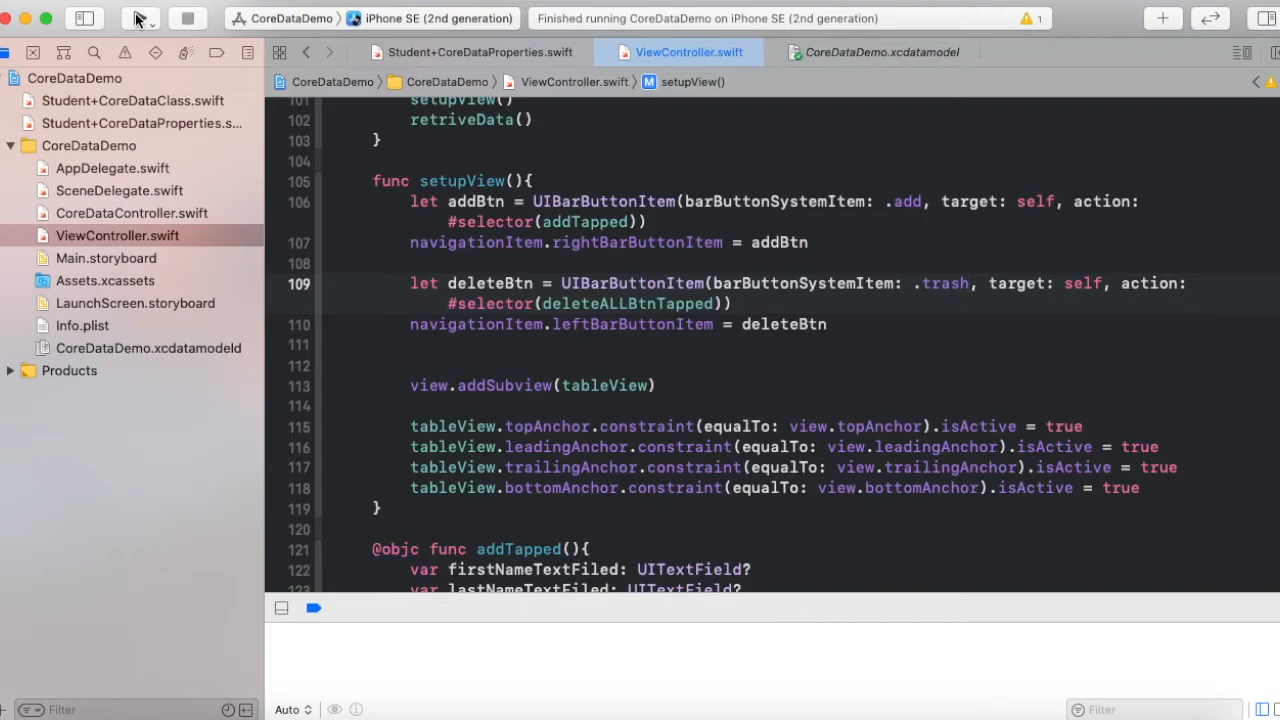 CoreDataDemo iPhone SE (2nd generation) Finished running CoreDataDemo on iPhone SE (2nd generation) 1
Student+CoreDataProperties.swift ViewController.swift CoreDataDemo.xcdatamodel
CoreDataDemo CoreDataDemo ViewController.swift M setupView()
CoreDataDemo
Student+CoreDataClass.swift
Student+CoreDataProperties.s...
CoreDataDemo
AppDelegate.swift
SceneDelegate.swift
CoreDataController.swift
ViewController.swift
Main.storyboard
Assets.xcassets
LaunchScreen.storyboard
Info.plist
CoreDataDemo.xcdatamodeld
Products
101 setupView()
102 retriveData()
103 }
104
105 func setupView(){
106 let addBtn = UIBarButtonItem(barButtonSystemItem: .add, target: self, action:
#selector(addTapped))
107 navigationItem.rightBarButtonItem = addBtn
108
109 let deleteBtn = UIBarButtonItem(barButtonSystemItem: .trash, target: self, action:
#selector(deleteALLBtnTapped))
110 navigationItem.leftBarButtonItem = deleteBtn
111
112
113 view.addSubview(tableView)
114
115 tableView.topAnchor.constraint(equalTo: view.topAnchor).isActive = true
116 tableView.leadingAnchor.constraint(equalTo: view.leadingAnchor).isActive = true
117 tableView.trailingAnchor.constraint(equalTo: view.trailingAnchor).isActive = true
118 tableView.bottomAnchor.constraint(equalTo: view.bottomAnchor).isActive = true
119 }
120
121 @objc func addTapped(){
122 var firstNameTextFiled: UITextField?
123 var lastNameTextFiled: UITextField?
Filter Auto Filter